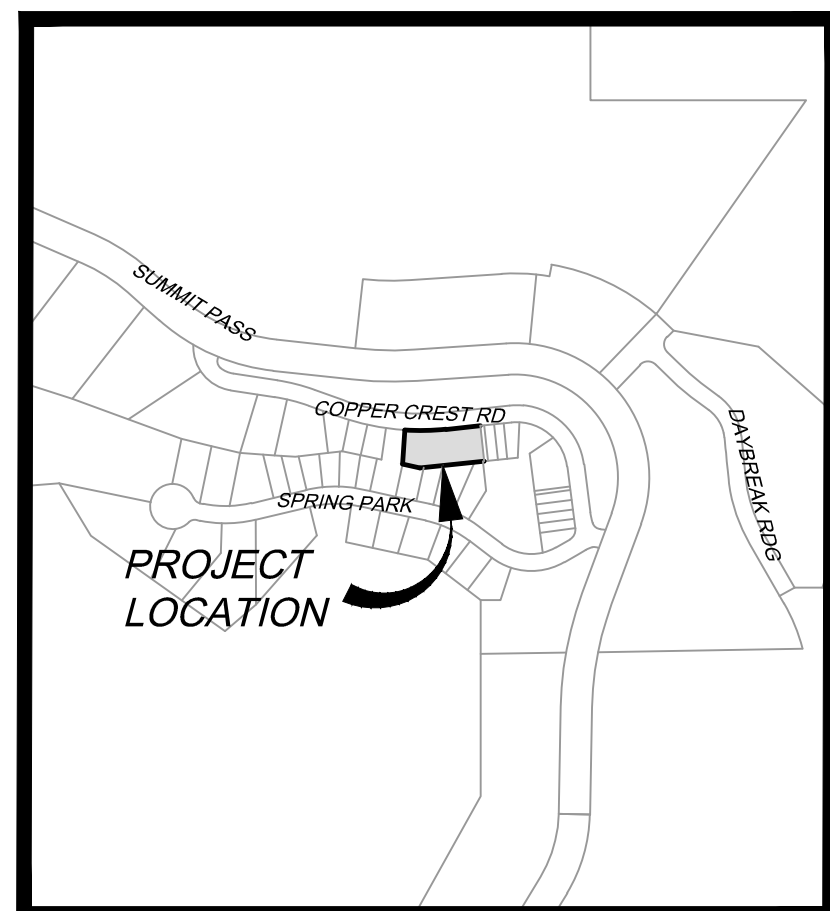 SUMMIT PASS
COPPER CREST RD
DAYBREAK RDG
SPRING PARK
PROJECT
LOCATION